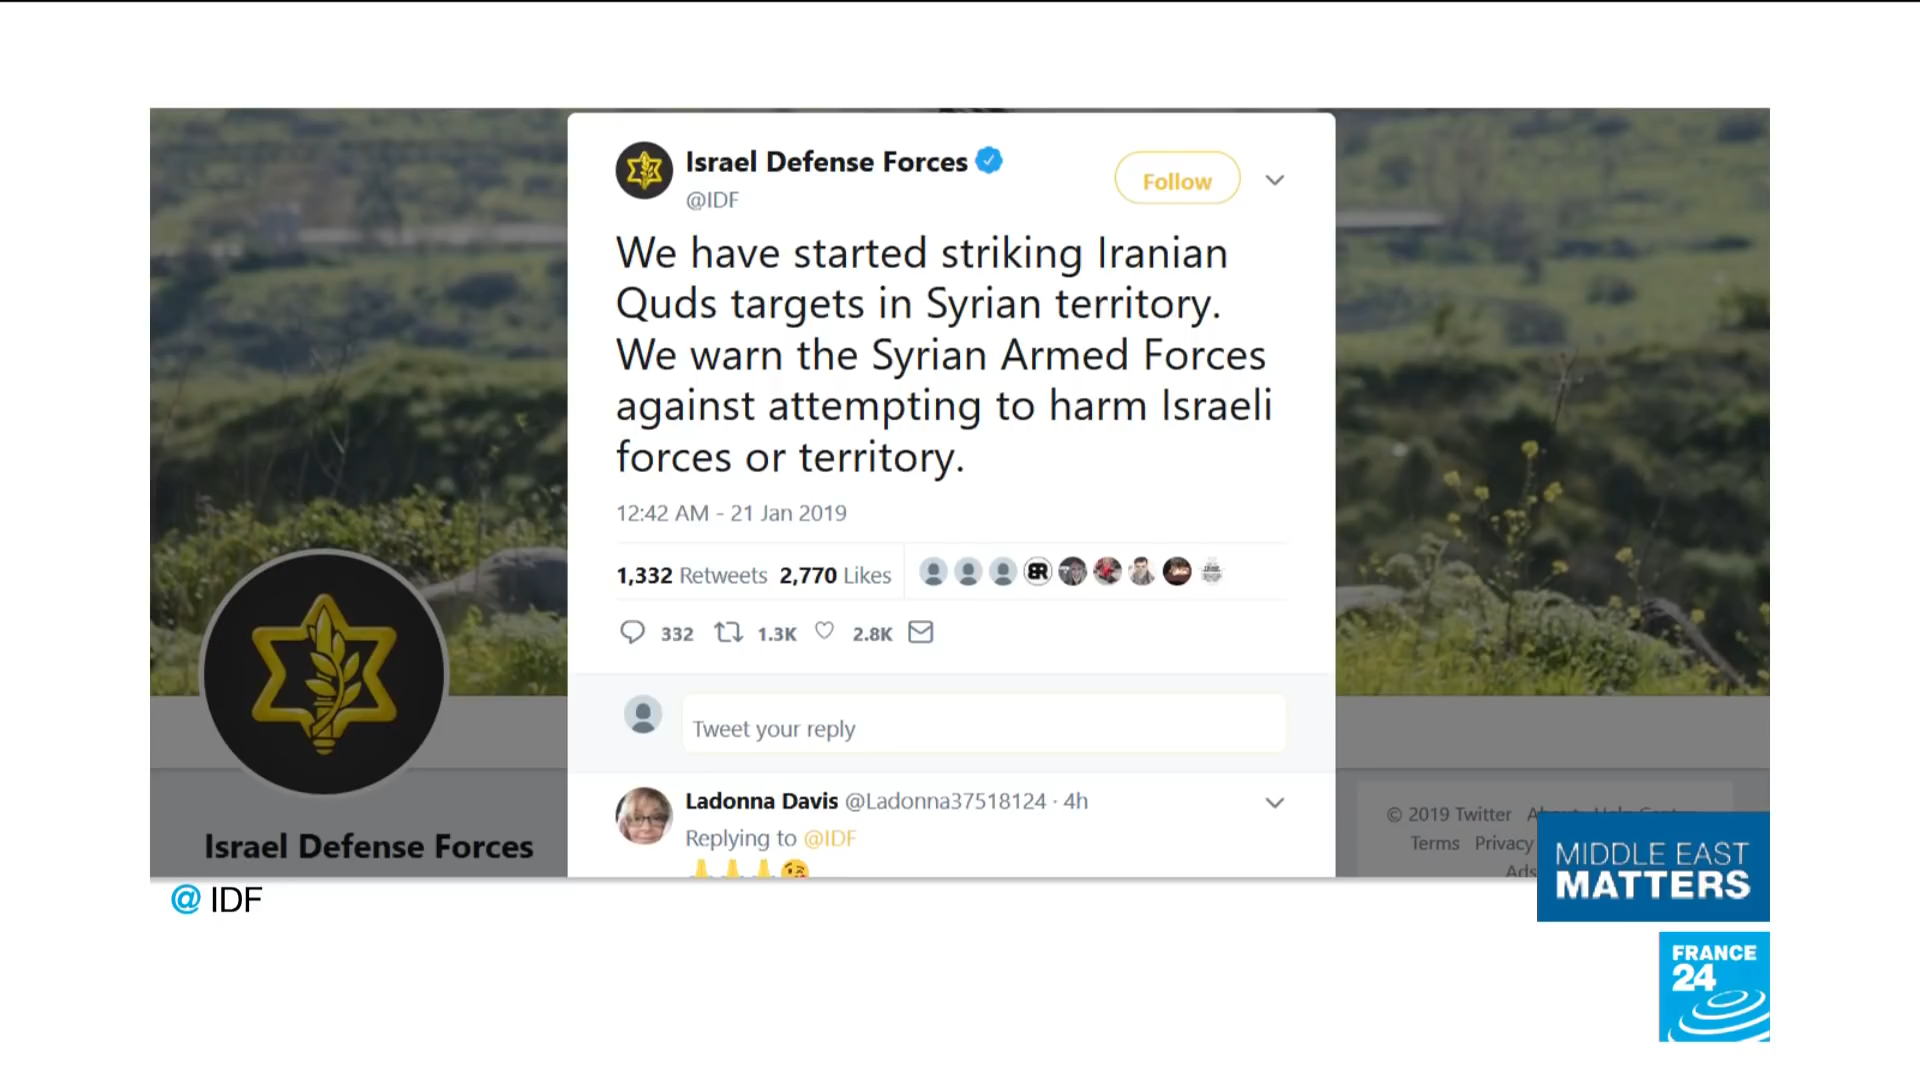 Israel Defense Forces
@IDF
Follow
We have started striking Iranian
Quds targets in Syrian territory.
We warn the Syrian Armed Forces
against attempting to harm Israeli
forces or territory.
12:42 AM - 21 Jan 2019
1,332 Retweets 2,770 Likes
332 1.3K 2.8K
Tweet your reply
Ladonna Davis @Ladonna37518124 · 4h
Replying to @IDF
Israel Defense Forces
© 2019 Twitter About Help Center
Terms Privacy
Ads
@ IDF
MIDDLE EAST
MATTERS
FRANCE
24